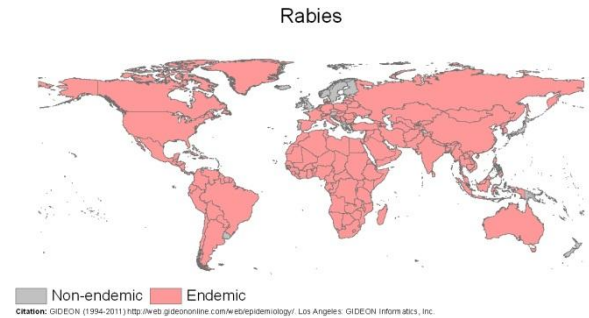 Rabies
Non-endemic Endemic
Citation: GIDEON (1994-2011) http://web.gideononline.com/web/epidemiology/. Los Angeles: GIDEON Informatics, Inc.